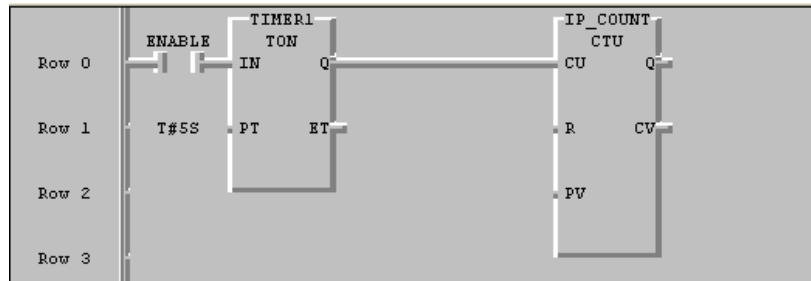 TIMER1 IP_COUNT
ENABLE TON CTU
Row 0 IN Q CU Q
Row 1 T#5S PT ET R CV
Row 2 PV
Row 3